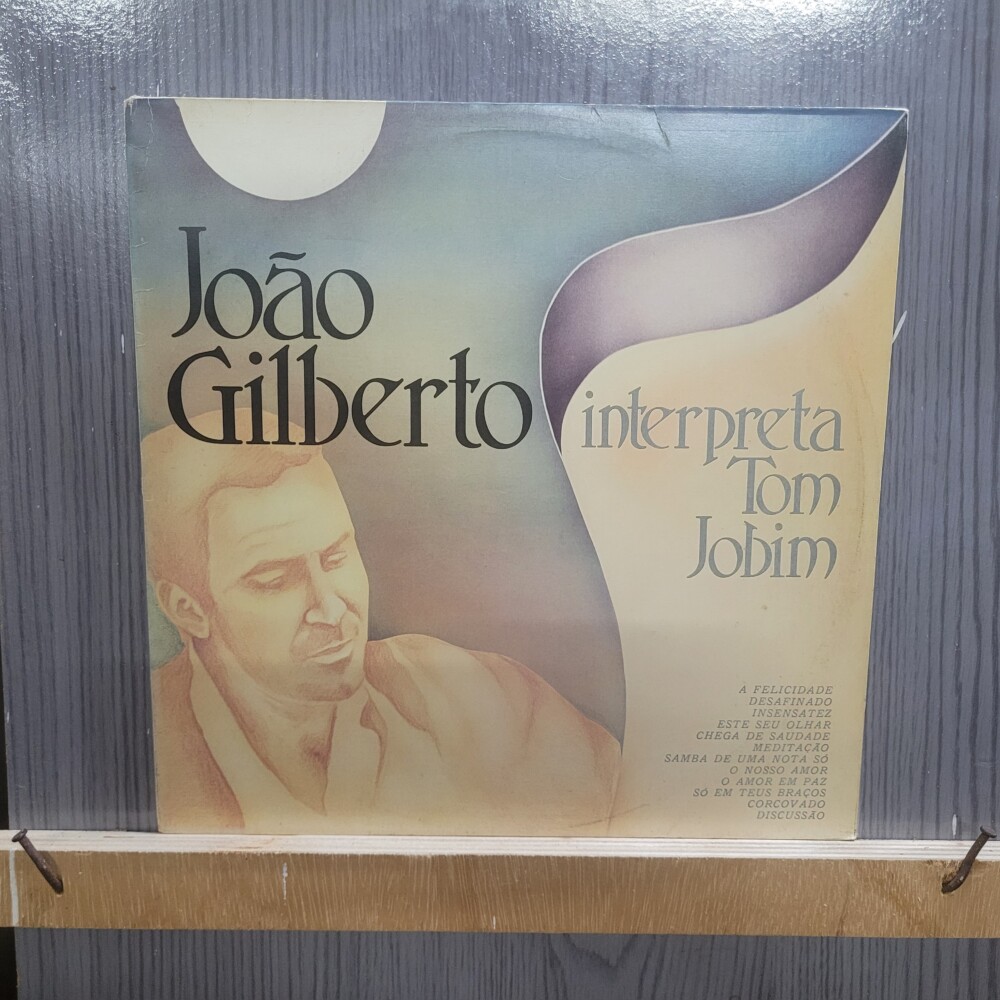 João
Gilberto
interpreta
Tom
Jobim
A FELICIDADE
DESAFINADO
INSENSATEZ
ESTE SEU OLHAR
CHEGA DE SAUDADE
MEDITAÇÃO
SAMBA DE UMA NOTA SÓ
O NOSSO AMOR
O AMOR EM PAZ
SÓ EM TEUS BRAÇOS
CORCOVADO
DISCUSSÃO